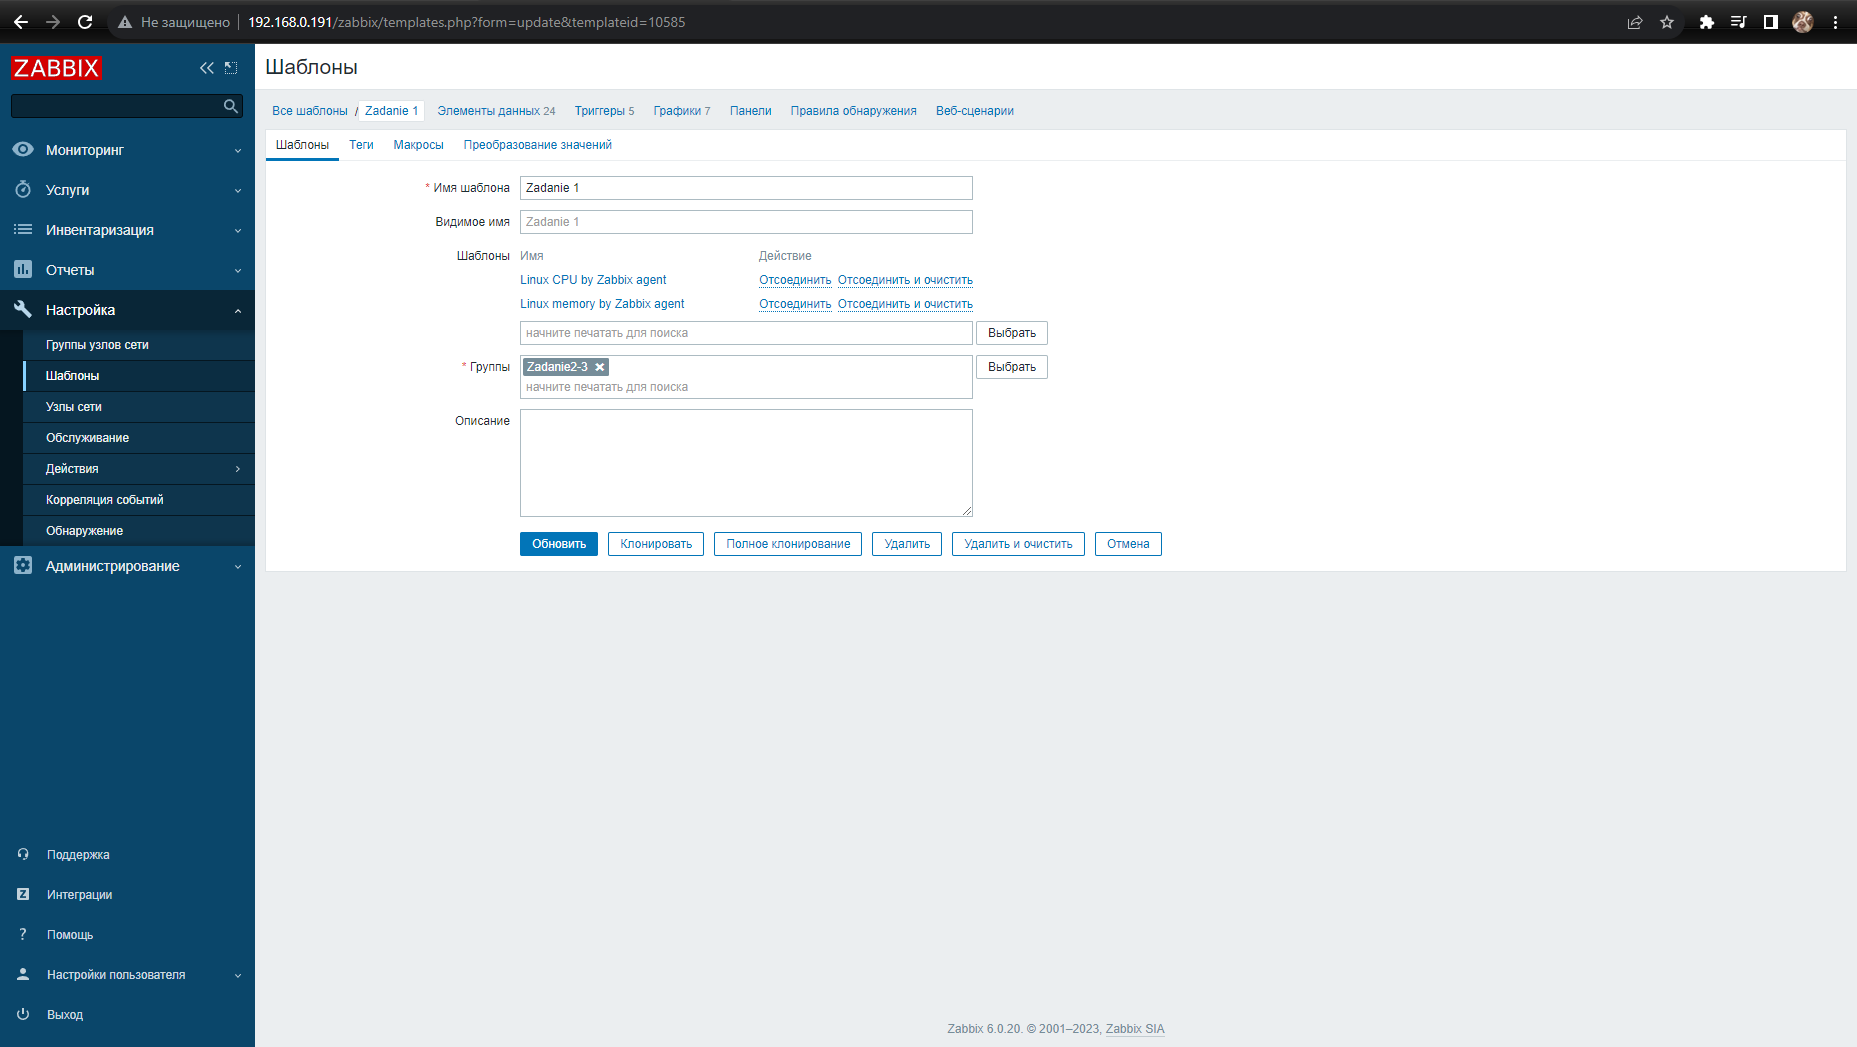 Не защищено 192.168.0.191/zabbix/templates.php?form=update&templateid=10585
ZABBIX
Мониторинг
Услуги
Инвентаризация
Отчеты
Настройка
Группы узлов сети
Шаблоны
Узлы сети
Обслуживание
Действия
Корреляция событий
Обнаружение
Администрирование
Поддержка
Z Интеграции
? Помощь
Настройки пользователя
Выход
Шаблоны
Все шаблоны / Zadanie 1 Элементы данных 24 Триггеры 5 Графики 7 Панели Правила обнаружения Веб-сценарии
Шаблоны Теги Макросы Преобразование значений
* Имя шаблона Zadanie 1
Видимое имя Zadanie 1
Шаблоны Имя Действие
Linux CPU by Zabbix agent Отсоединить Отсоединить и очистить
Linux memory by Zabbix agent Отсоединить Отсоединить и очистить
начните печатать для поиска Выбрать
* Группы Zadanie2-3 Выбрать
начните печатать для поиска
Описание
Обновить Клонировать Полное клонирование Удалить Удалить и очистить Отмена
Zabbix 6.0.20. © 2001–2023, Zabbix SIA